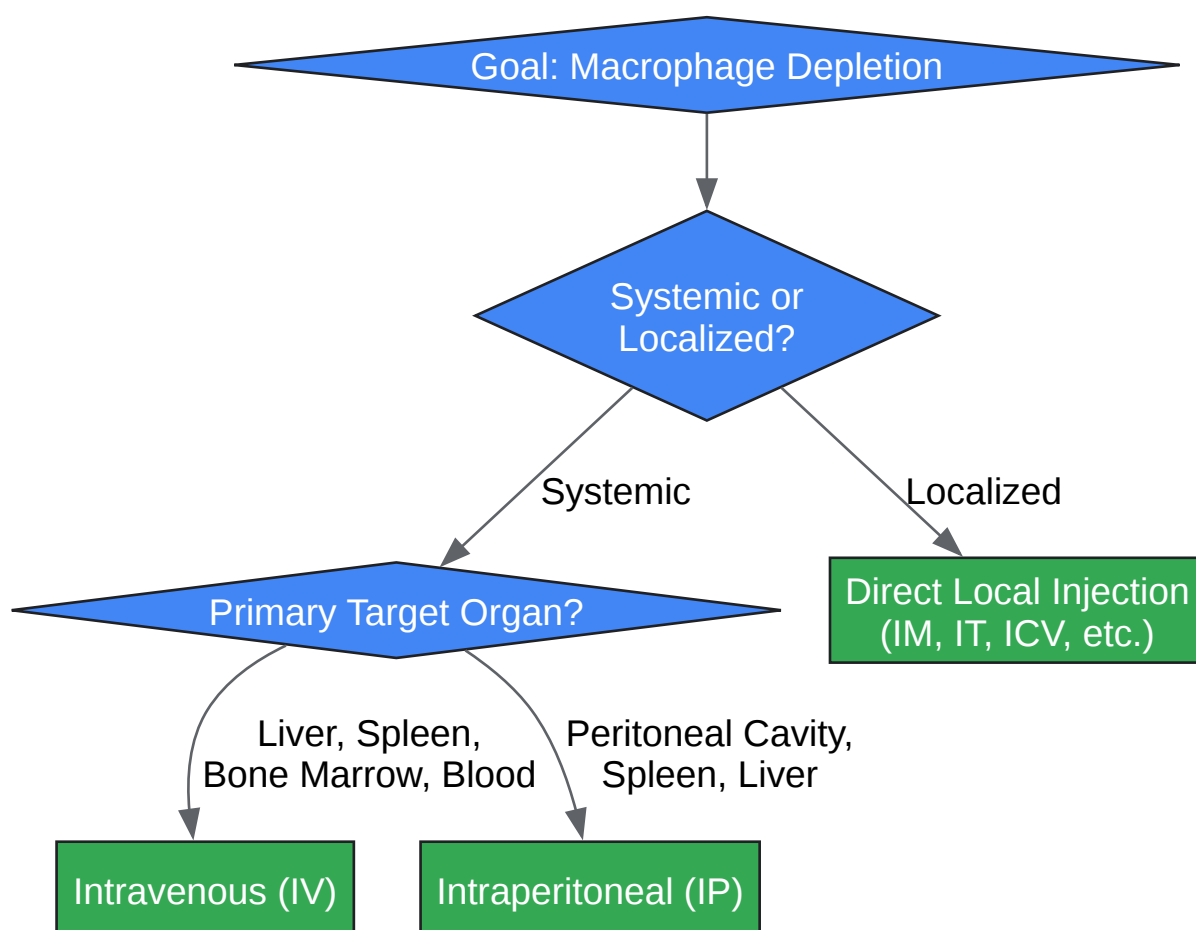 Goal: Macrophage Depletion
Systemic or
Localized?
Systemic
Localized
Primary Target Organ?
Direct Local Injection
(IM, IT, ICV, etc.)
Liver, Spleen,
Bone Marrow, Blood
Peritoneal Cavity,
Spleen, Liver
Intravenous (IV)
Intraperitoneal (IP)